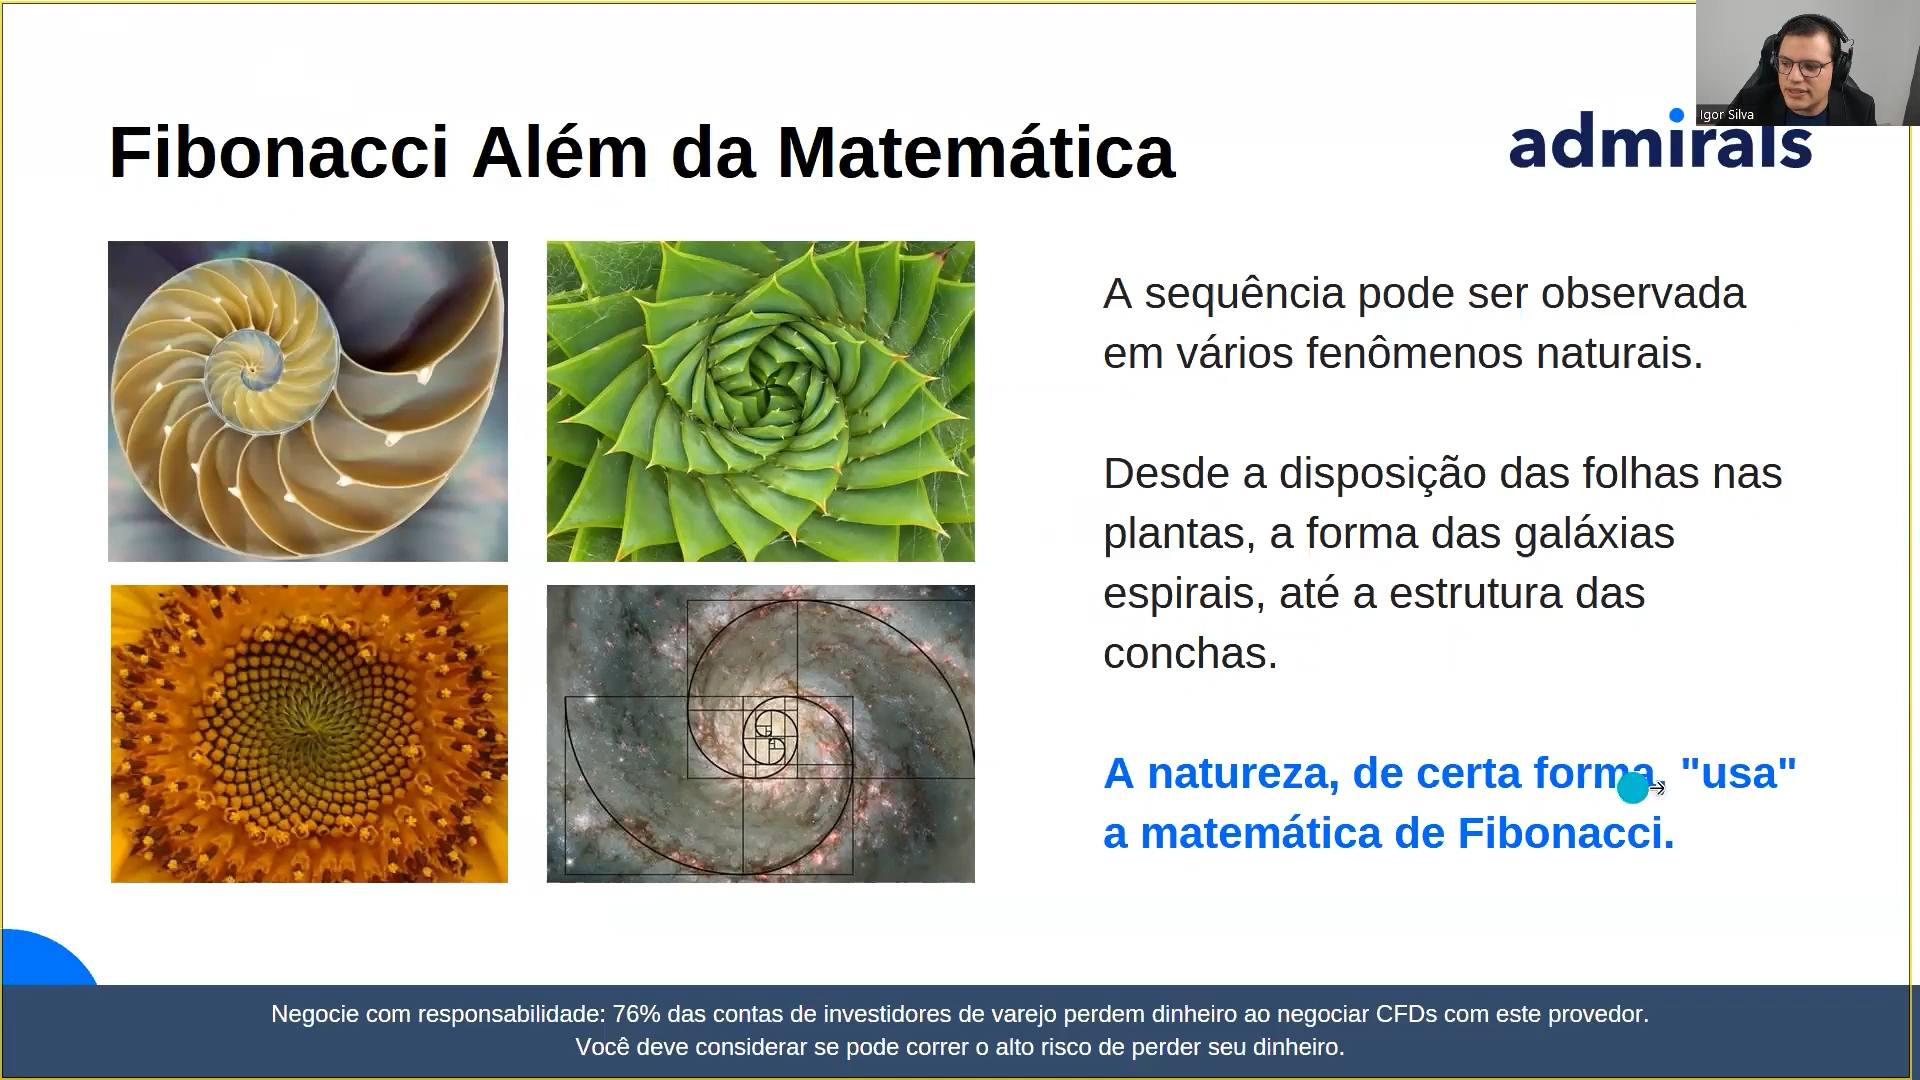 Igor Silva
Fibonacci Além da Matemática
admirals
A sequência pode ser observada
em vários fenômenos naturais.
Desde a disposição das folhas nas
plantas, a forma das galáxias
espirais, até a estrutura das
conchas.
A natureza, de certa forma, "usa"
a matemática de Fibonacci.
Negocie com responsabilidade: 76% das contas de investidores de varejo perdem dinheiro ao negociar CFDs com este provedor.
Você deve considerar se pode correr o alto risco de perder seu dinheiro.